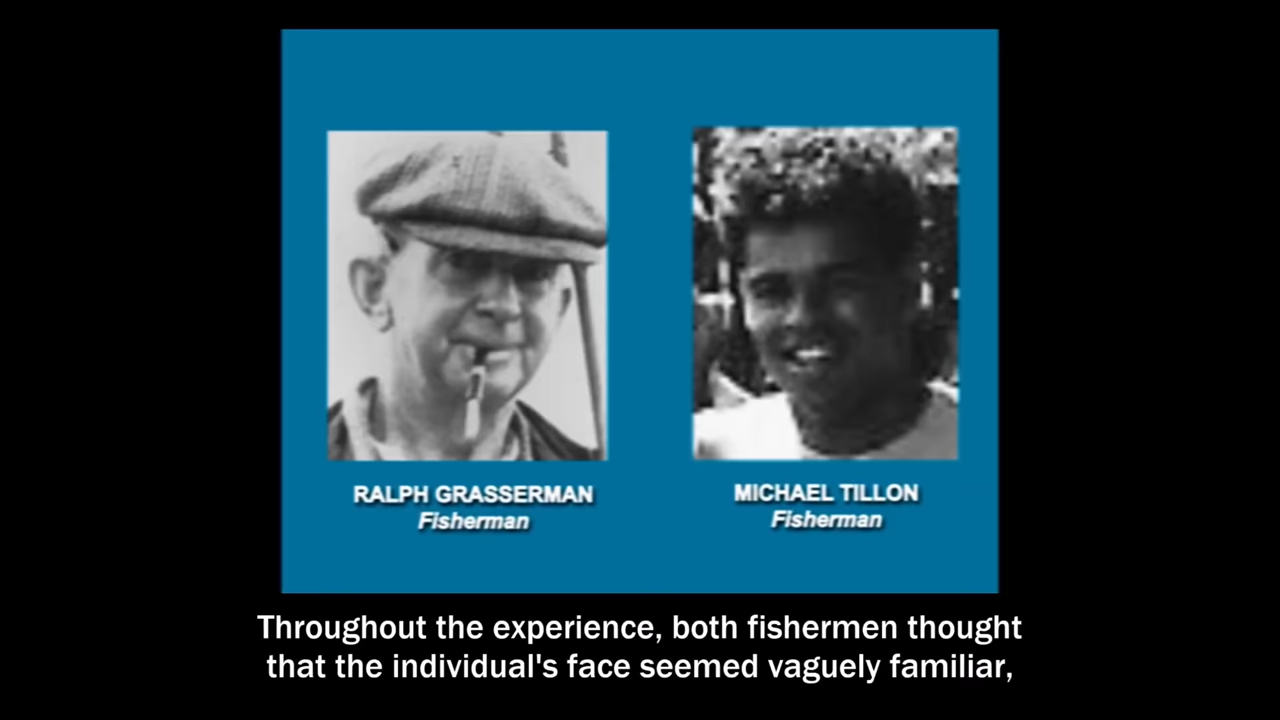 RALPH GRASSERMAN
Fisherman
MICHAEL TILLON
Fisherman
Throughout the experience, both fishermen thought
that the individual's face seemed vaguely familiar,